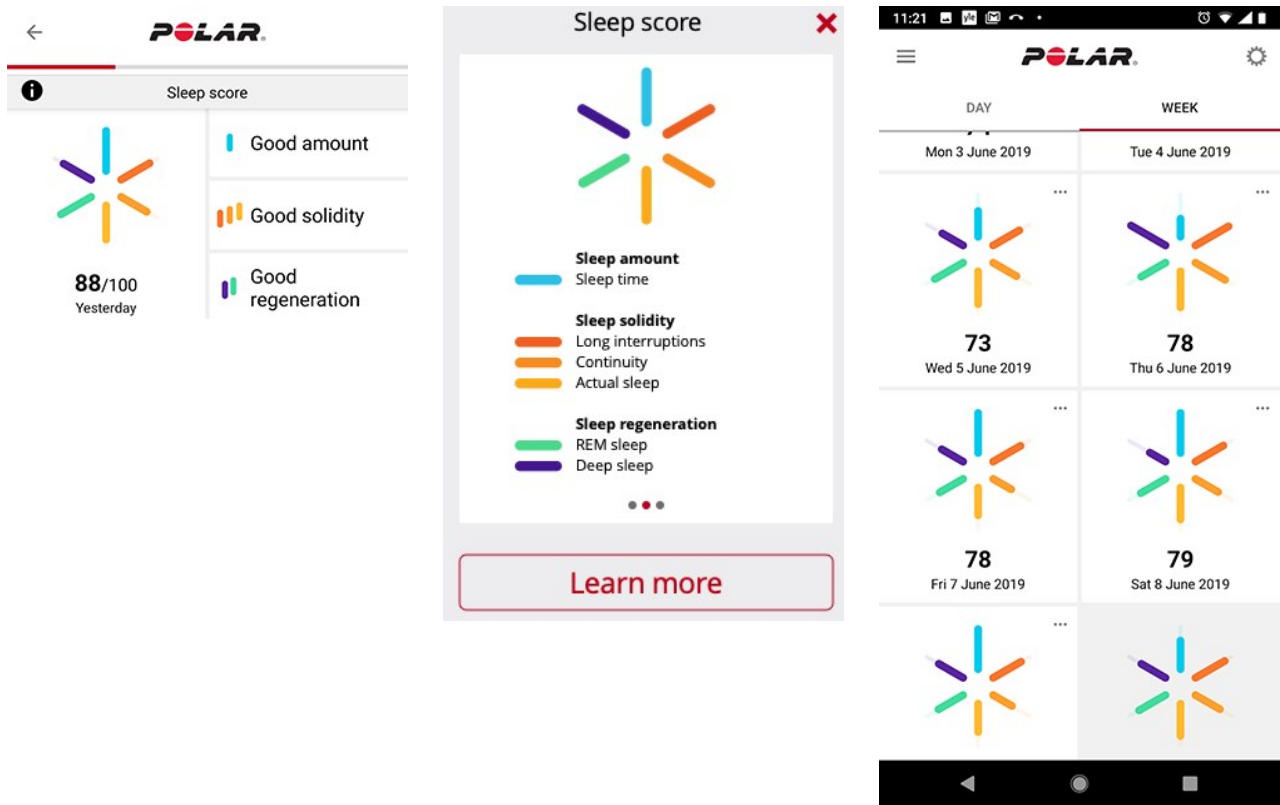 POLAR
Sleep score
Good amount
Good solidity
Good
regeneration
88/100
Yesterday
Sleep score
Sleep amount
Sleep time
Sleep solidity
Long interruptions
Continuity
Actual sleep
Sleep regeneration
REM sleep
Deep sleep
Learn more
11:21
yle
POLAR
DAY
WEEK
Mon 3 June 2019
Tue 4 June 2019
73
Wed 5 June 2019
78
Thu 6 June 2019
78
Fri 7 June 2019
79
Sat 8 June 2019